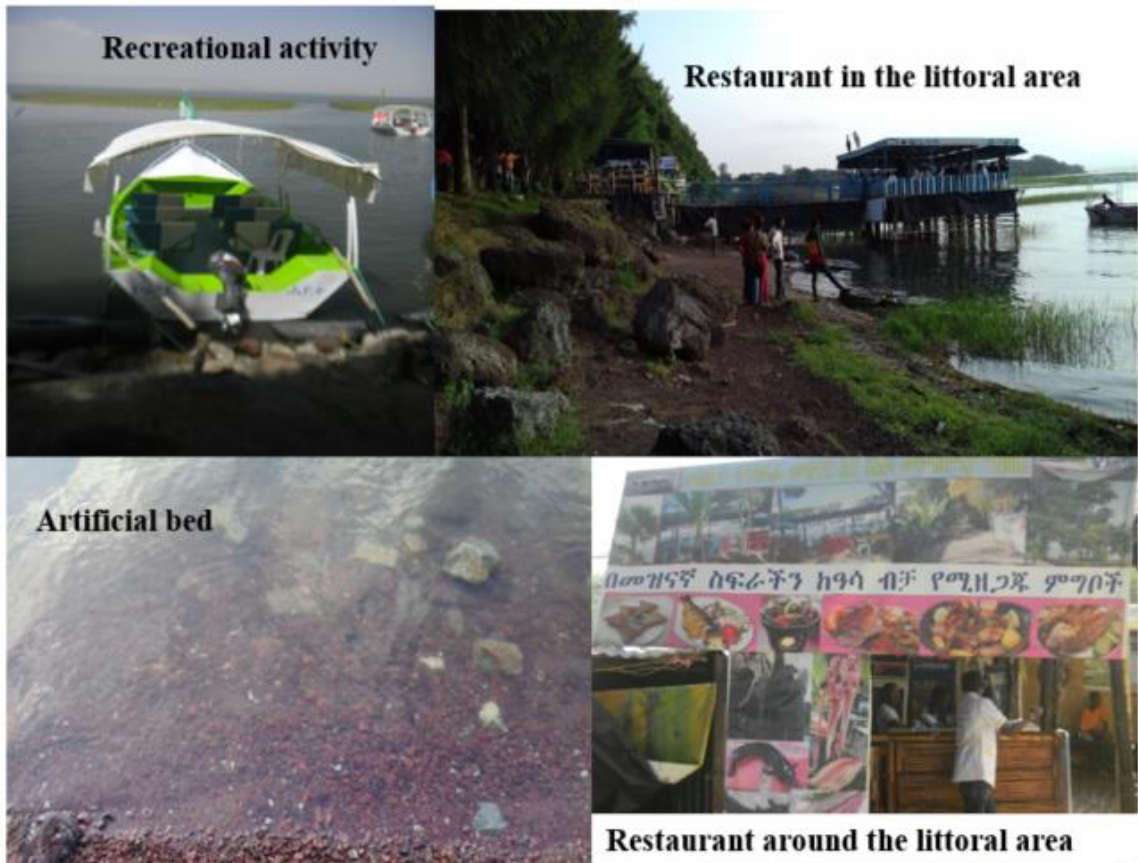 Recreational activity
Restaurant in the littoral area
Artificial bed
በመዝናኛ ስፍራችን ከዓሳ ብቻ የሚዘጋጁ ምግቦች
Restaurant around the littoral area